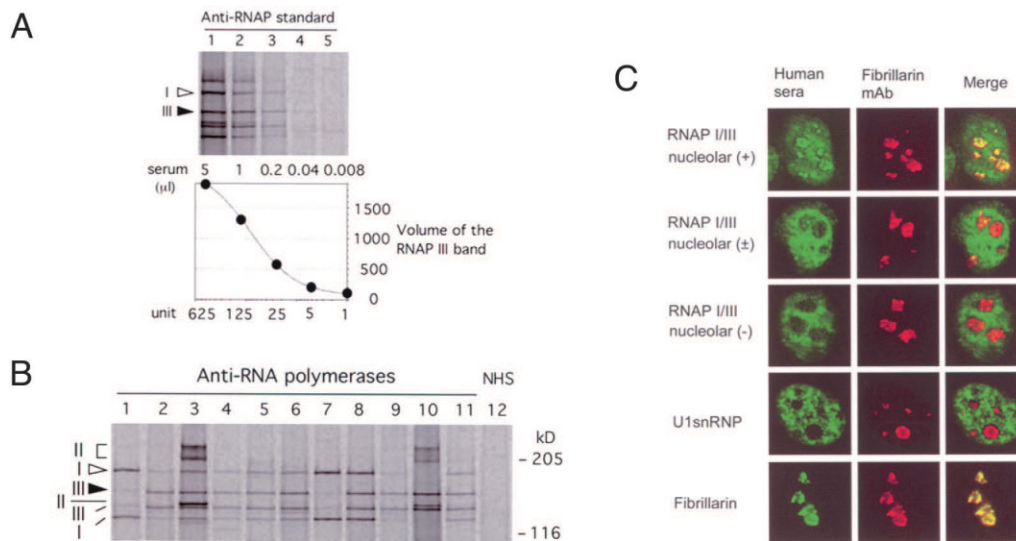 A
Anti-RNAP standard
1 2 3 4 5
I
III
serum 5 1 0.2 0.04 0.008
(μl)
1500
1000
500
0
Volume of the
RNAP III band
unit 625 125 25 5 1
B
Anti-RNA polymerases NHS
1 2 3 4 5 6 7 8 9 10 11 12
kD
II
- 205
I
III
II
III
I
- 116
C
Human sera
Fibrillarin mAb
Merge
RNAP I/III
nucleolar (+)
RNAP I/III
nucleolar (±)
RNAP I/III
nucleolar (-)
U1snRNP
Fibrillarin